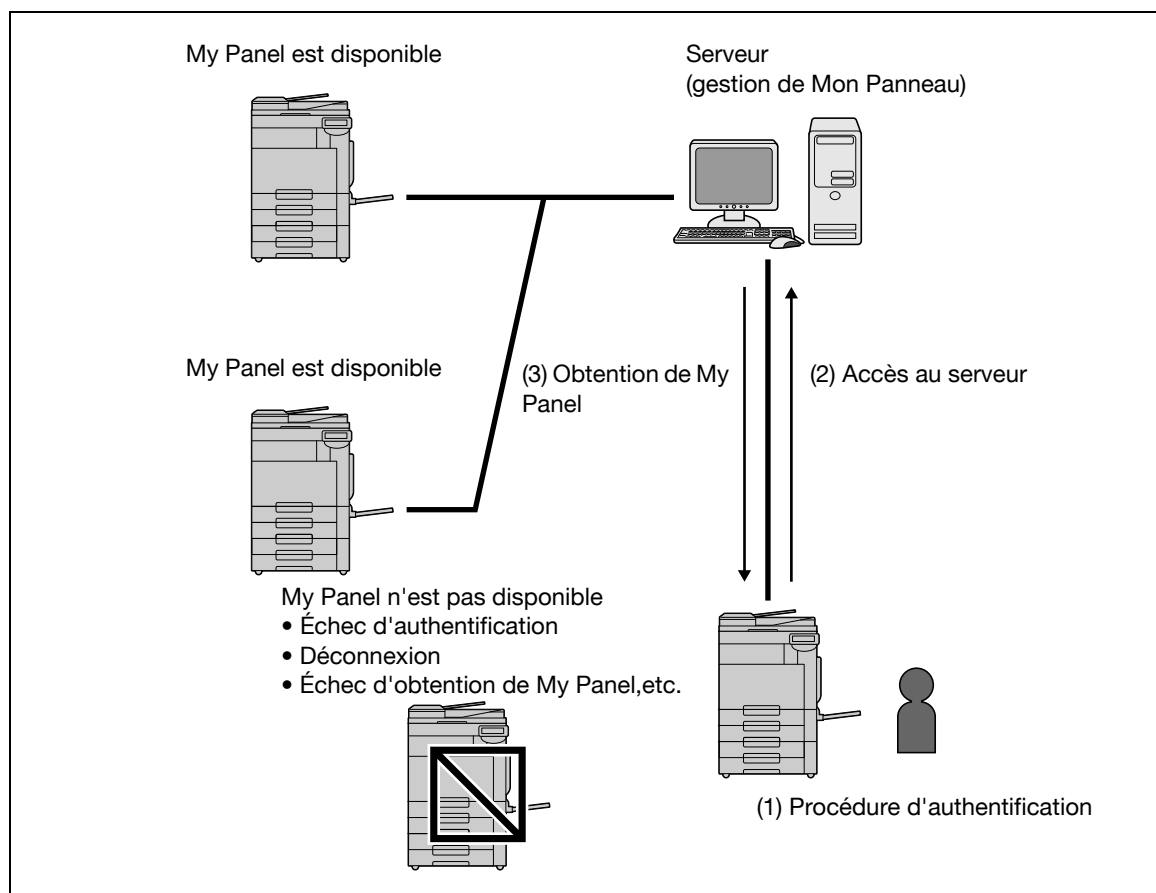 My Panel est disponible
Serveur
(gestion de Mon Panneau)
My Panel est disponible
(3) Obtention de My
Panel
(2) Accès au serveur
My Panel n'est pas disponible
• Échec d'authentification
• Déconnexion
• Échec d'obtention de My Panel,etc.
(1) Procédure d'authentification